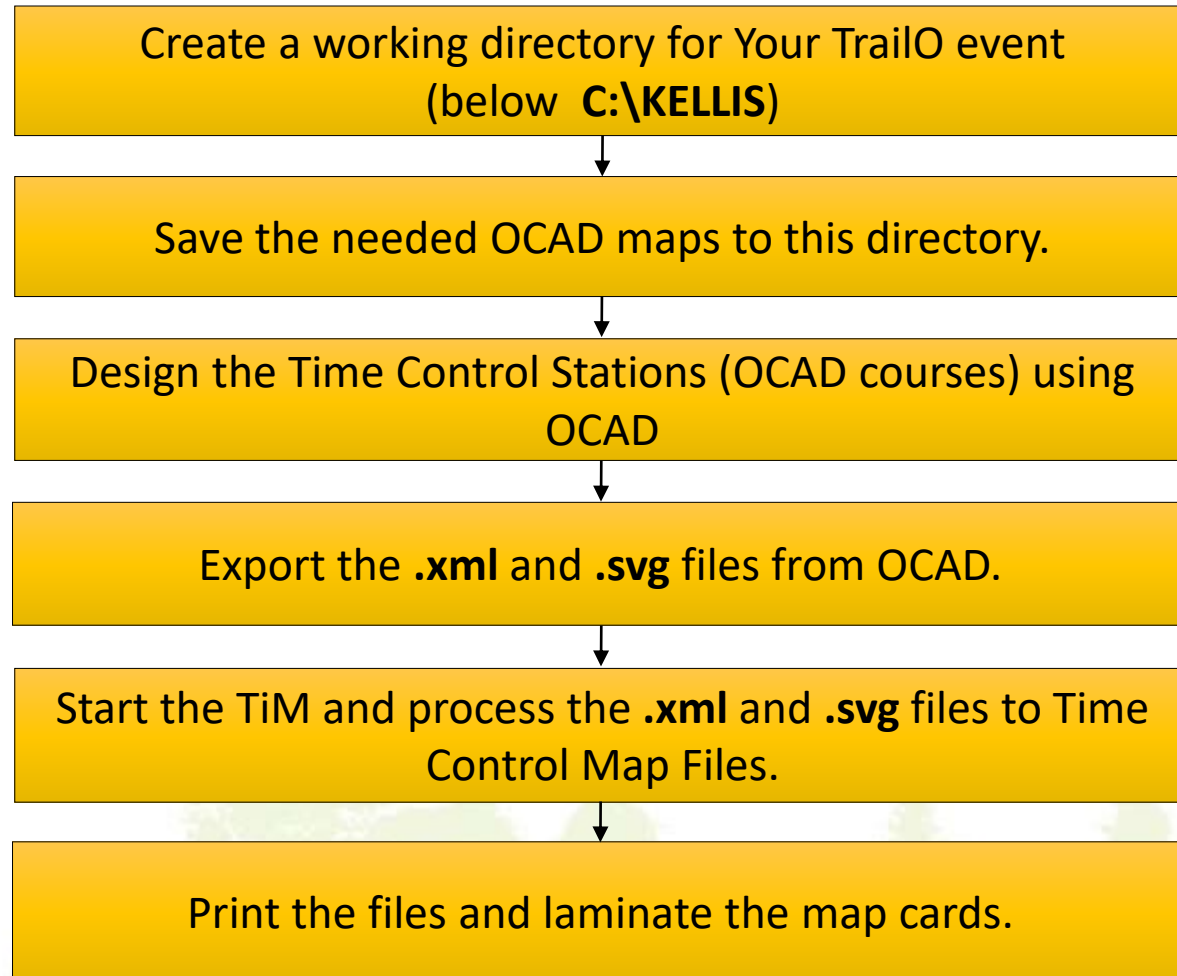 Create a working directory for Your TrailO event
(below  C:\KELLIS)
Save the needed OCAD maps to this directory.
Design the Time Control Stations (OCAD courses) using
OCAD
Export the .xml and .svg files from OCAD.
Start the TiM and process the .xml and .svg files to Time
Control Map Files.
Print the files and laminate the map cards.